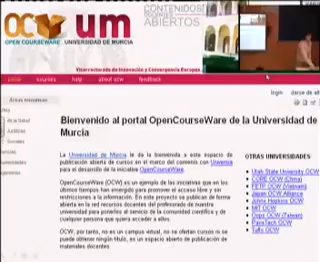 OCW um
CONTENIDOS
DOCENTES
ABIERTOS
OPEN COURSEWARE UNIVERSIDAD DE MURCIA
Vicerrectorado de Innovación y Convergencia Europea
courses help about ocw feedback
login
Areas
Bienvenido al portal OpenCourseWare de la Universidad de
Murcia
La Universidad de Murcia le da la bienvenida a este espacio de
publicación abierta de cursos en el marco del convenio con Universia
para el desarrollo de la iniciativa OpenCourseWare.
OpenCourseWare (OCW) es un ejemplo de las iniciativas que en los
últimos tiempos han emergido para promover el acceso libre y sin
restricciones a la información. En este proyecto se publican de forma
abierta en la red recursos docentes del profesorado de nuestra
universidad para ponerlos al servicio de la comunidad científica y de
cualquier persona que quiera acceder a ellos.
OCW, por tanto, no es un campus virtual, no se ofertan cursos ni se
puede obtener ningún título, es un espacio abierto de publicación de
materiales docentes
OTRAS UNIVERSIDADES
Utah State University OCW
CORE OCW (China)
FETP OCW (Vietnam)
Japan OCW Alliance
Johns Hopkins OCW
MIT OCW
Oops OCW (Taiwan)
ParisTech OCW
Tufts OCW